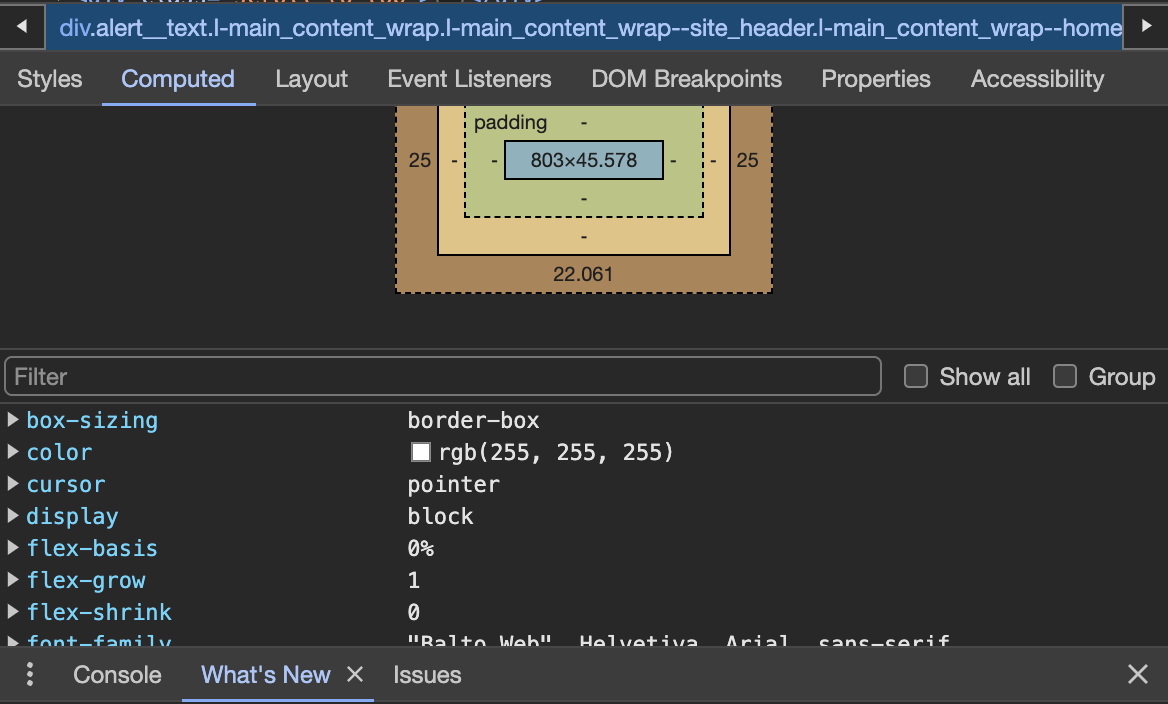 div.alert__text.l-main_content_wrap.l-main_content_wrap--site_header.l-main_content_wrap--home
Styles Computed Layout Event Listeners DOM Breakpoints Properties Accessibility
padding -
25 - - 803×45.578 - - 25
-
-
22.061
Filter Show all Group
box-sizing border-box
color rgb(255, 255, 255)
cursor pointer
display block
flex-basis 0%
flex-grow 1
flex-shrink 0
font-family "Balto Web", Helvetiva, Arial, sans-serif
Console What's New × Issues ×